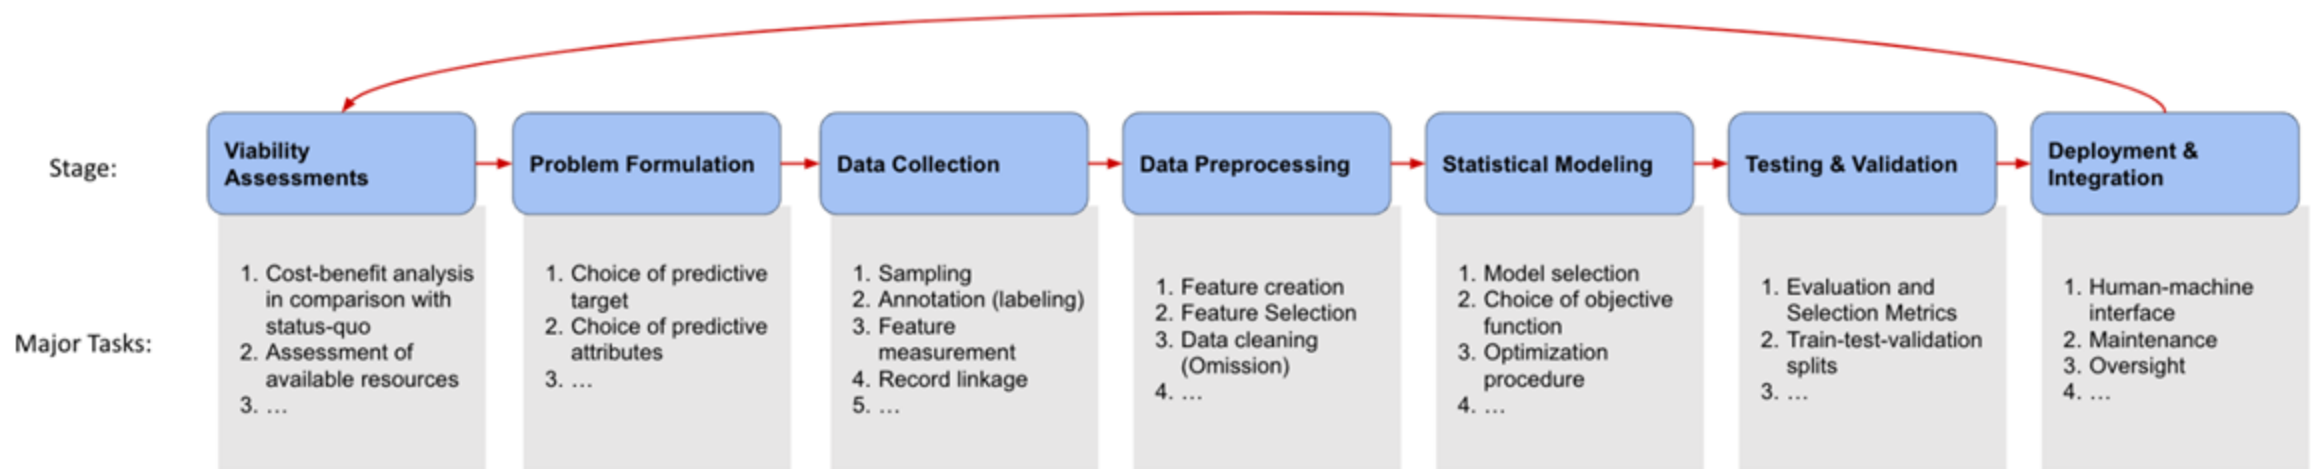 Stage:
Viability
Assessments
Problem Formulation
Data Collection
Data Preprocessing
Statistical Modeling
Testing & Validation
Deployment &
Integration
Major Tasks:
1. Cost-benefit analysis
in comparison with
status-quo
2. Assessment of
available resources
3. ...
1. Choice of predictive
target
2. Choice of predictive
attributes
3. ...
1. Sampling
2. Annotation (labeling)
3. Feature
measurement
4. Record linkage
5. ...
1. Feature creation
2. Feature Selection
3. Data cleaning
(Omission)
4. ...
1. Model selection
2. Choice of objective
function
3. Optimization
procedure
4. ...
1. Evaluation and
Selection Metrics
2. Train-test-validation
splits
3. ...
1. Human-machine
interface
2. Maintenance
3. Oversight
4. ...